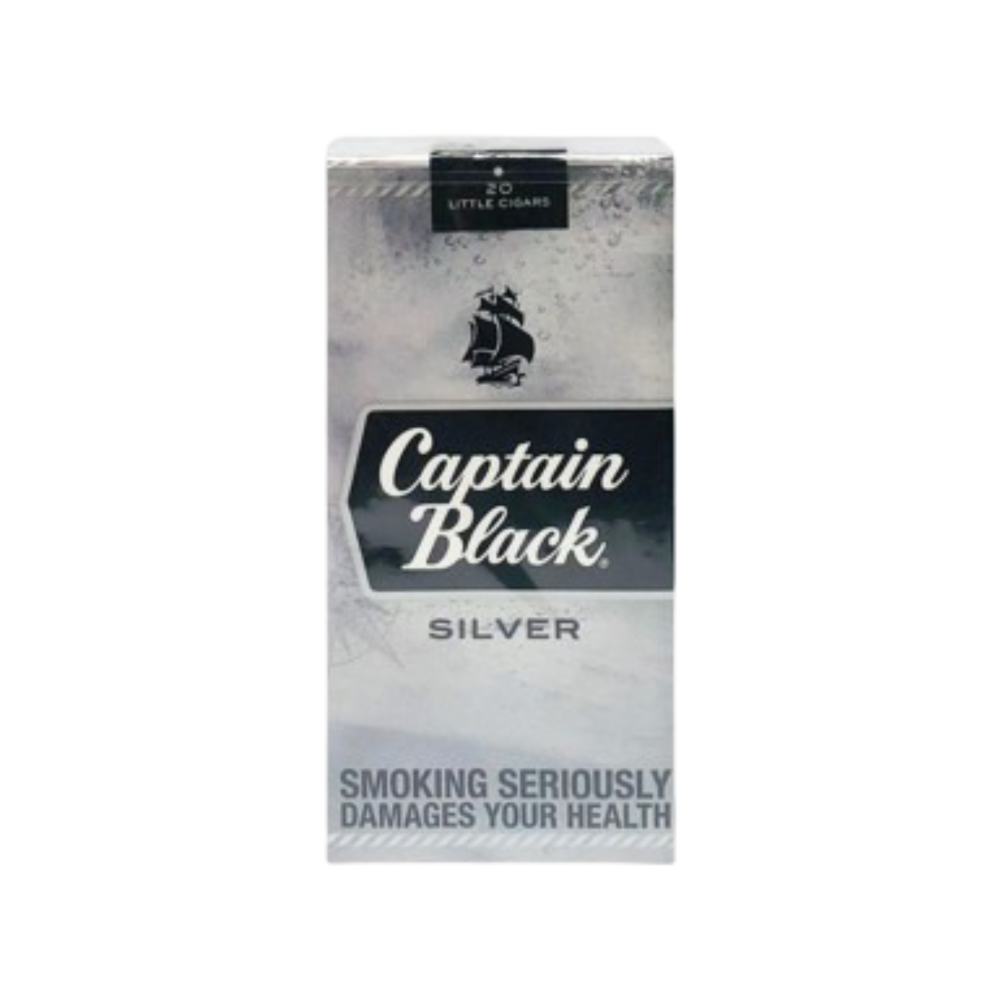 20
LITTLE CIGARS
Captain
Black®
SILVER
SMOKING SERIOUSLY
DAMAGES YOUR HEALTH